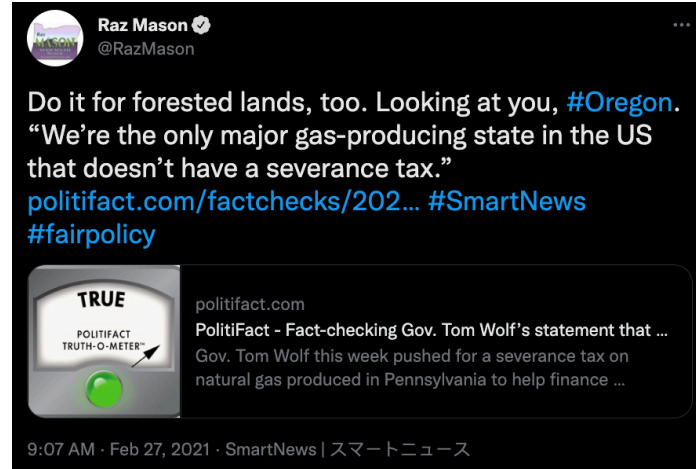 Raz Mason
@RazMason
Do it for forested lands, too. Looking at you, #Oregon.
“We’re the only major gas-producing state in the US
that doesn’t have a severance tax.”
politifact.com/factchecks/202... #SmartNews
#fairpolicy
TRUE
POLITIFACT
TRUTH-O-METER™
politifact.com
PolitiFact - Fact-checking Gov. Tom Wolf’s statement that ...
Gov. Tom Wolf this week pushed for a severance tax on
natural gas produced in Pennsylvania to help finance ...
9:07 AM · Feb 27, 2021 · SmartNews | スマートニュース